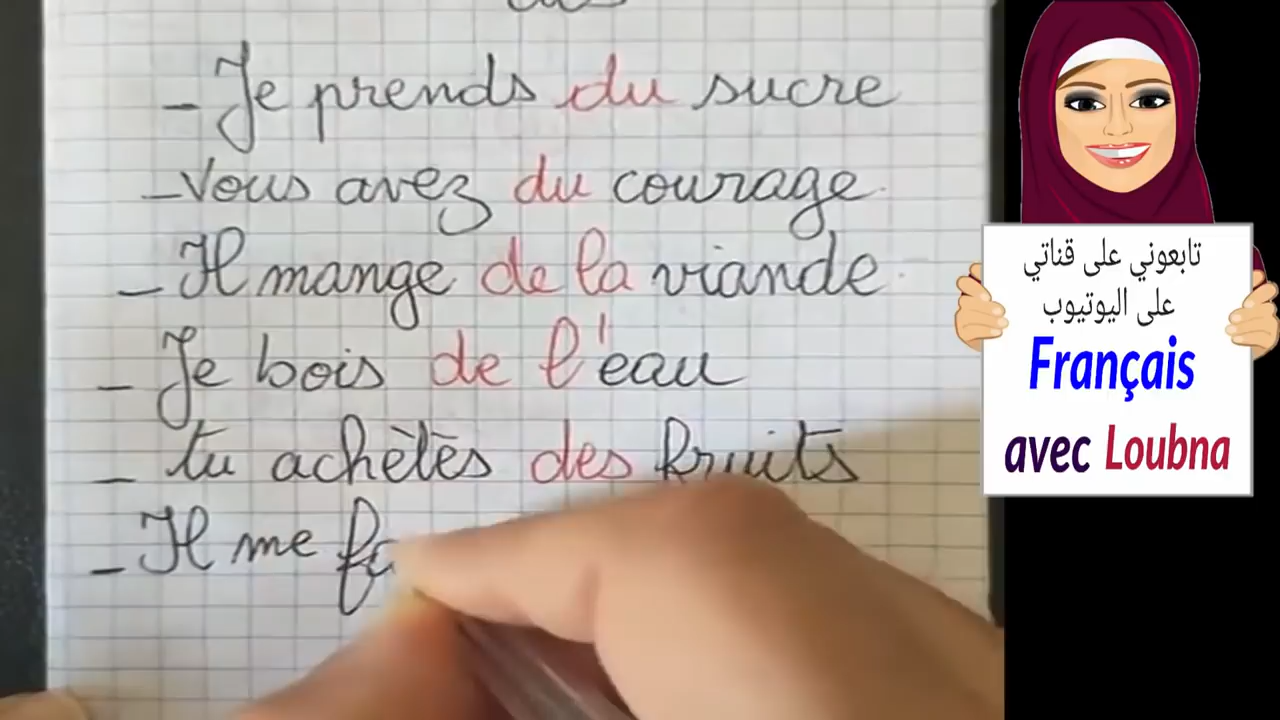 - Je prends du sucre
- Vous avez du courage.
- Il mange de la viande.
- Je bois de l'eau
- tu achètès des fruits
- Il me
تابعوني على قناتي
على اليوتيوب
Français
avec Loubna